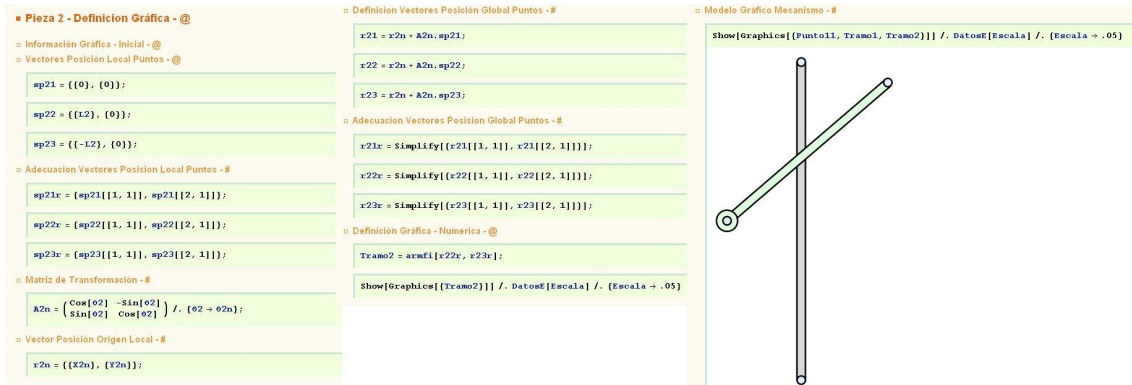 Pieza 2 - Definicion Gráfica - @
Información Gráfica - Inicial - @
Vectores Posición Local Puntos - @
sp21 = {{0}, {0}};
sp22 = {{L2}, {0}};
sp23 = {{-L2}, {0}};
Adecuacion Vectores Posision Local Puntos - #
sp21r = {sp21[[1, 1]], sp21[[2, 1]]};
sp22r = {sp22[[1, 1]], sp22[[2, 1]]};
sp23r = {sp23[[1, 1]], sp23[[2, 1]]};
Matriz de Transformación - #
A2n = (Cos[θ2] -Sin[θ2]
Sin[θ2] Cos[θ2]) /. {θ2 → θ2n};
Vector Posición Origen Local - #
r2n = {{X2n}, {Y2n}};
Definicion Vectores Posición Global Puntos - #
r21 = r2n + A2n.sp21;
r22 = r2n + A2n.sp22;
r23 = r2n + A2n.sp23;
Adecuación Vectores Posision Global Puntos - #
r21r = Simplify[{r21[[1, 1]], r21[[2, 1]]}];
r22r = Simplify[{r22[[1, 1]], r22[[2, 1]]}];
r23r = Simplify[{r23[[1, 1]], r23[[2, 1]]}];
Definición Gráfica - Numerica - @
Tramo2 = armfi[r22r, r23r];
Show[Graphics[{Tramo2}]] /. DatosE[Escala] /. {Escala → .05}
Modelo Gráfico Mecanismo - #
Show[Graphics[{Punto11, Tramo1, Tramo2}]] /. DatosE[Escala] /. {Escala → .05}